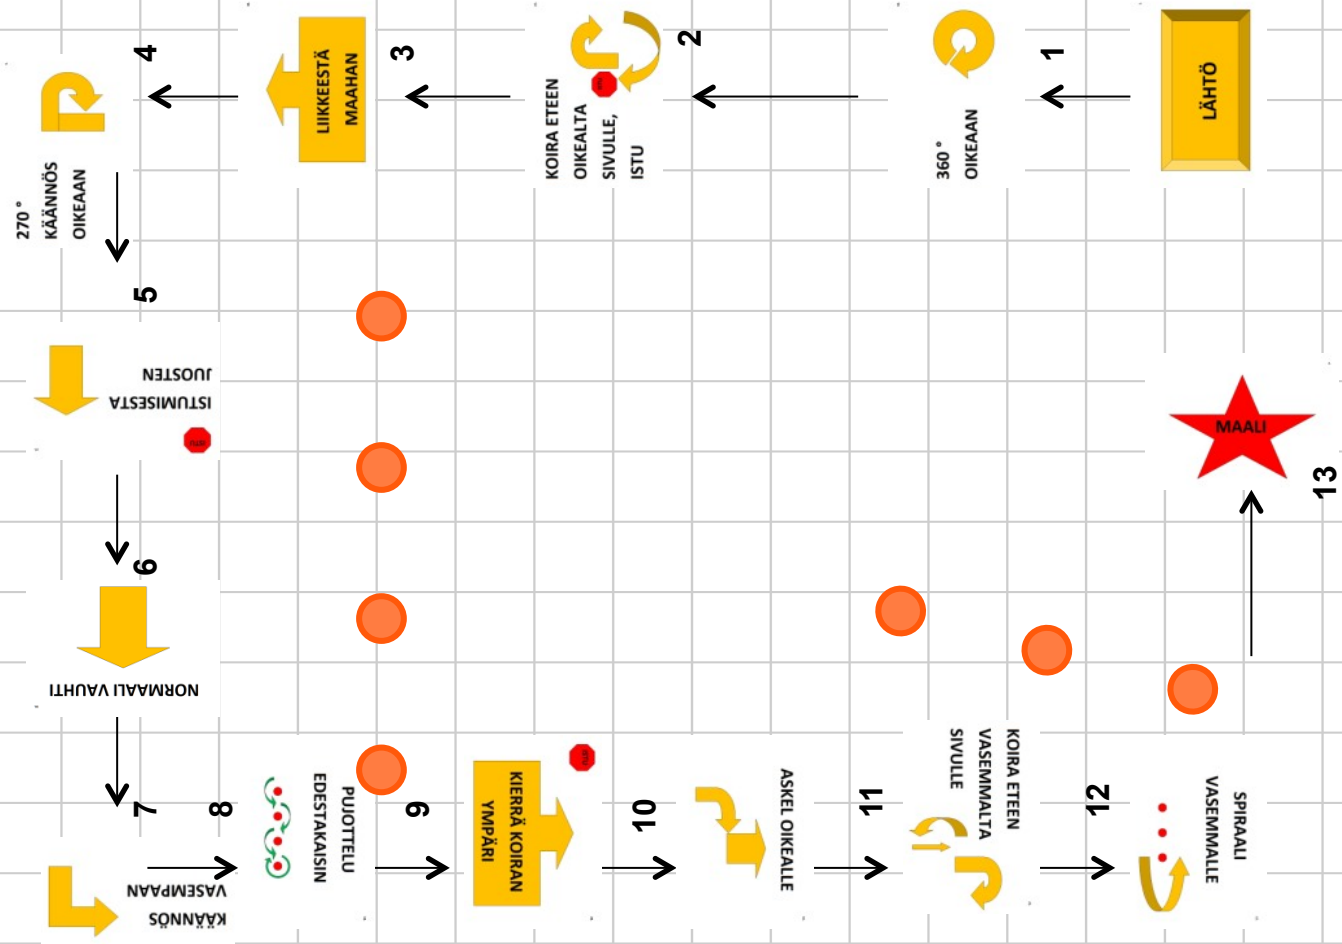 LÄHTÖ
1
360°
OIKEAAN
2
KOIRA ETEEN
OIKEALTA
SIVULLE,
ISTU
3
LIIKKEESTÄ
MAAHAN
4
270°
KÄÄNNÖS
OIKEAAN
5
ISTUMISESTA
JUOSTEN
6
NORMAALI VAUHTI
7
KÄÄNNÖS
VASEMPAAN
8
PUJOTTELU
EDESTAKAISIN
9
KIERRÄ KOIRAN
YMPÄRI
10
ASKEL OIKEALLE
11
KOIRA ETEEN
VASEMMALTA
SIVULLE
12
SPIRAALI
VASEMMALLE
13
MAALI